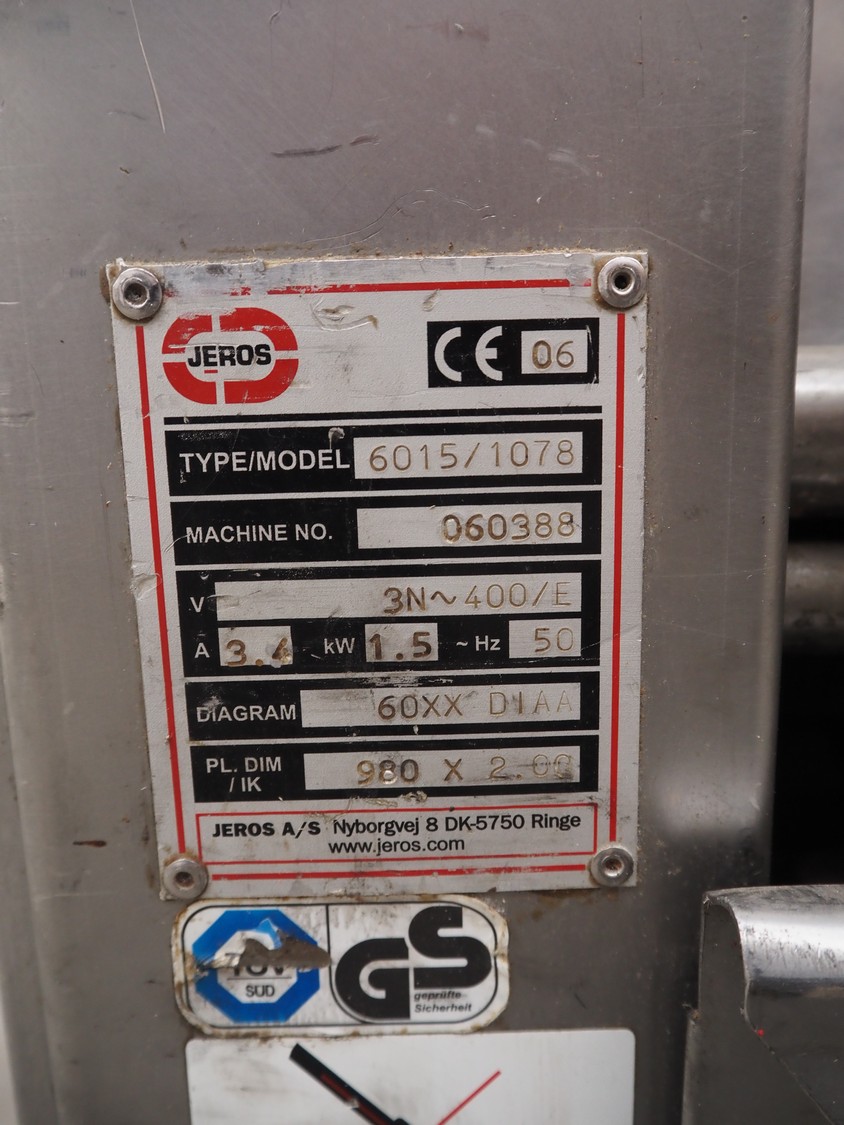 JEROS
CE 06
TYPE/MODEL 6015/1078
MACHINE NO. 060388
V 3N~400/E
A 3.4 kW 1.5 ~Hz 50
DIAGRAM 60XX DIAA
PL. DIM 980 X 2.00
/ IK
JEROS A/S Nyborgvej 8 DK-5750 Ringe
www.jeros.com
TÜV
SÜD
GS
geprüfte
Sicherheit